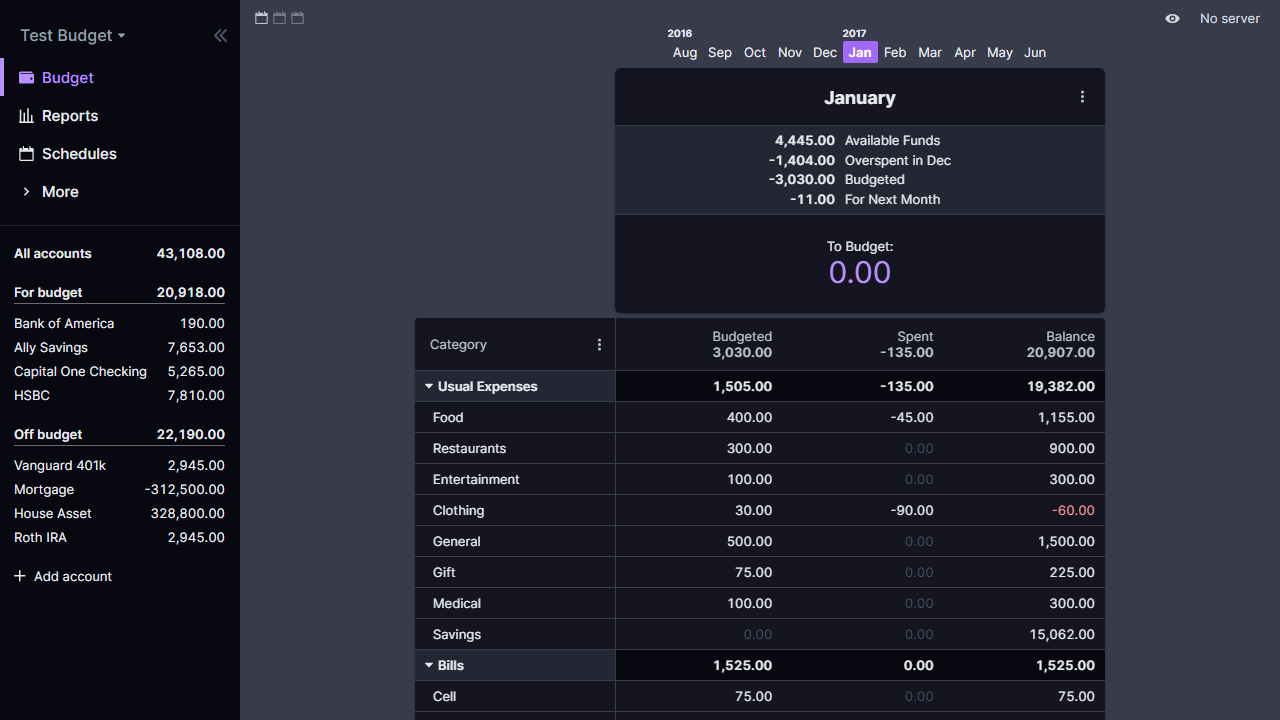 Test Budget
Budget
Reports
Schedules
More
All accounts 43,108.00
For budget 20,918.00
Bank of America 190.00
Ally Savings 7,653.00
Capital One Checking 5,265.00
HSBC 7,810.00
Off budget 22,190.00
Vanguard 401k 2,945.00
Mortgage -312,500.00
House Asset 328,800.00
Roth IRA 2,945.00
Add account
No server
2016 2017
Aug Sep Oct Nov Dec Jan Feb Mar Apr May Jun
January
4,445.00 Available Funds
-1,404.00 Overspent in Dec
-3,030.00 Budgeted
-11.00 For Next Month
To Budget:
0.00
Category
Budgeted Spent Balance
3,030.00 -135.00 20,907.00
Usual Expenses 1,505.00 -135.00 19,382.00
Food 400.00 -45.00 1,155.00
Restaurants 300.00 0.00 900.00
Entertainment 100.00 0.00 300.00
Clothing 30.00 -90.00 -60.00
General 500.00 0.00 1,500.00
Gift 75.00 0.00 225.00
Medical 100.00 0.00 300.00
Savings 0.00 0.00 15,062.00
Bills 1,525.00 0.00 1,525.00
Cell 75.00 0.00 75.00